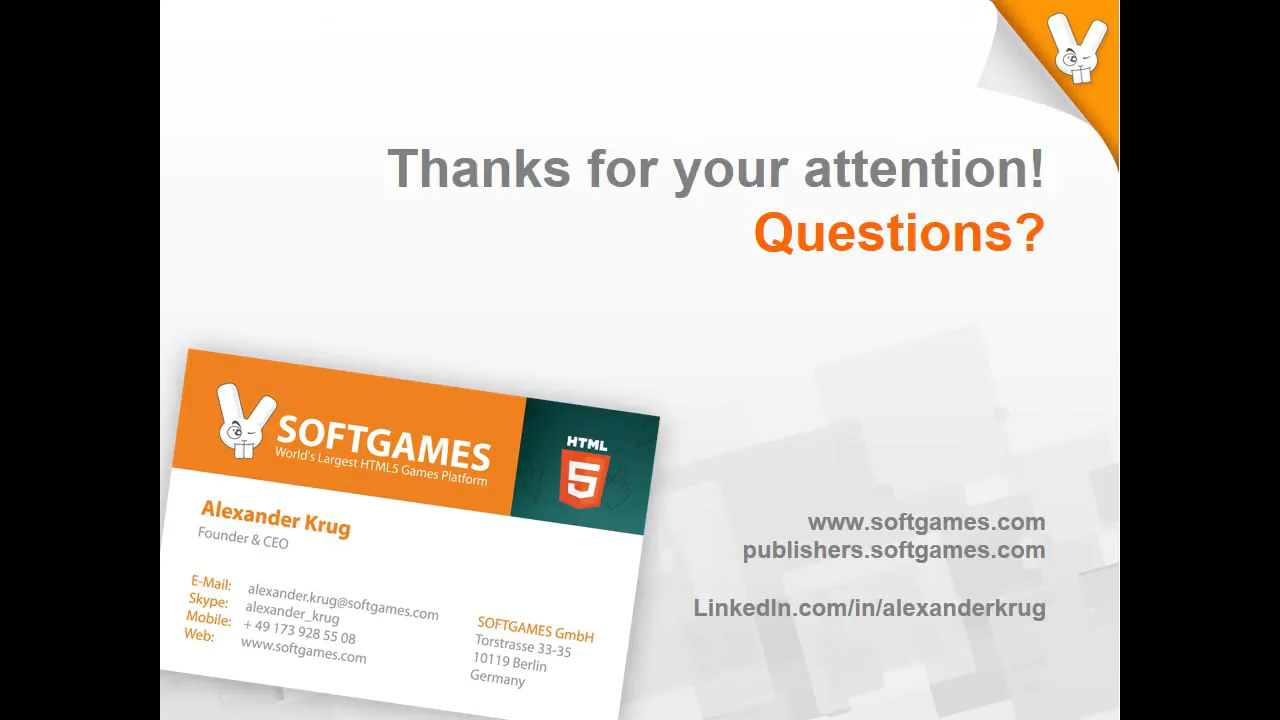 Thanks for your attention!
Questions?
SOFTGAMES
World's Largest HTML5 Games Platform
HTML
5
Alexander Krug
Founder & CEO
E-Mail: alexander.krug@softgames.com
Skype: alexander_krug
Mobile: + 49 173 928 55 08
Web: www.softgames.com
SOFTGAMES GmbH
Torstrasse 33-35
10119 Berlin
Germany
www.softgames.com
publishers.softgames.com
LinkedIn.com/in/alexanderkrug